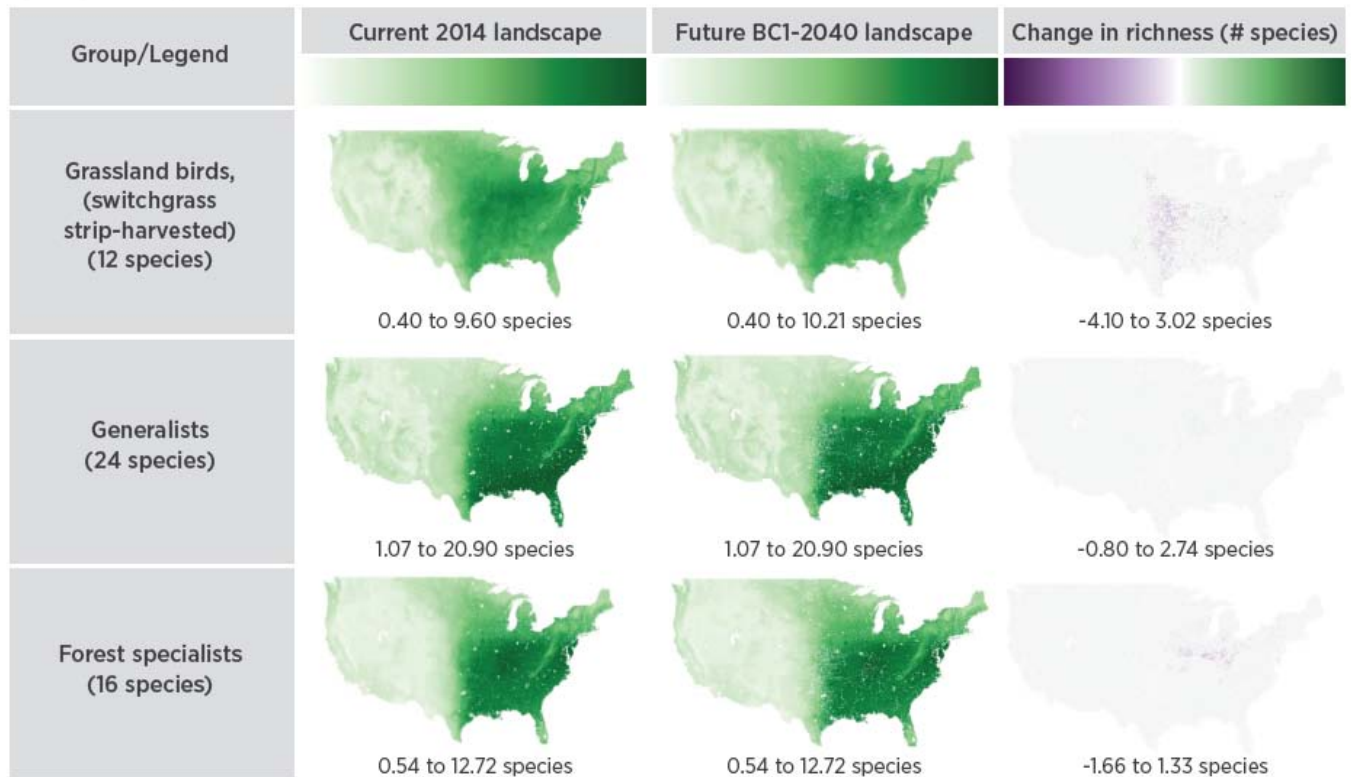 Group/Legend
Current 2014 landscape
Future BC1-2040 landscape
Change in richness (# species)
Grassland birds,
(switchgrass
strip-harvested)
(12 species)
0.40 to 9.60 species
0.40 to 10.21 species
-4.10 to 3.02 species
Generalists
(24 species)
1.07 to 20.90 species
1.07 to 20.90 species
-0.80 to 2.74 species
Forest specialists
(16 species)
0.54 to 12.72 species
0.54 to 12.72 species
-1.66 to 1.33 species